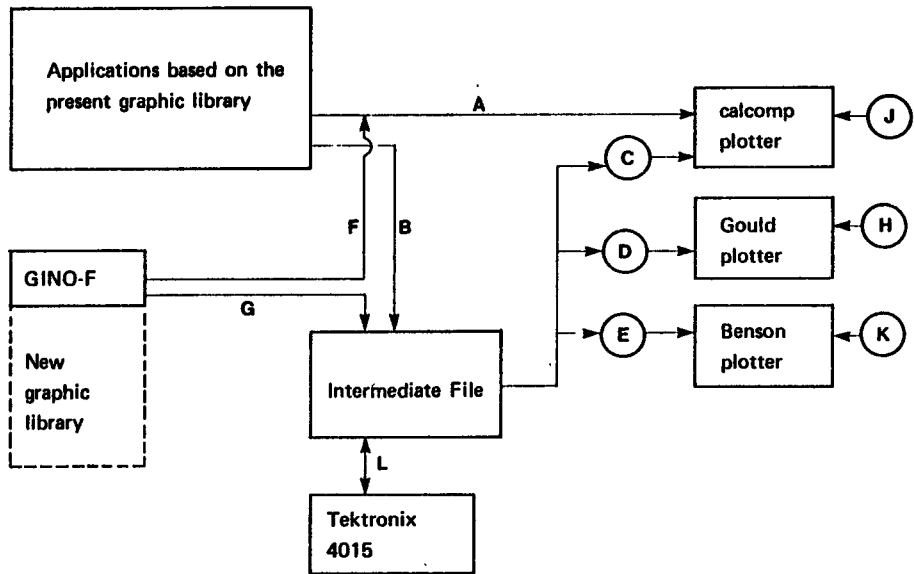 Applications based on the
present graphic library
A
calcomp
plotter
J
C
F
B
Gould
plotter
H
D
GINO-F
G
New
graphic
library
Intermediate File
E
Benson
plotter
K
L
Tektronix
4015